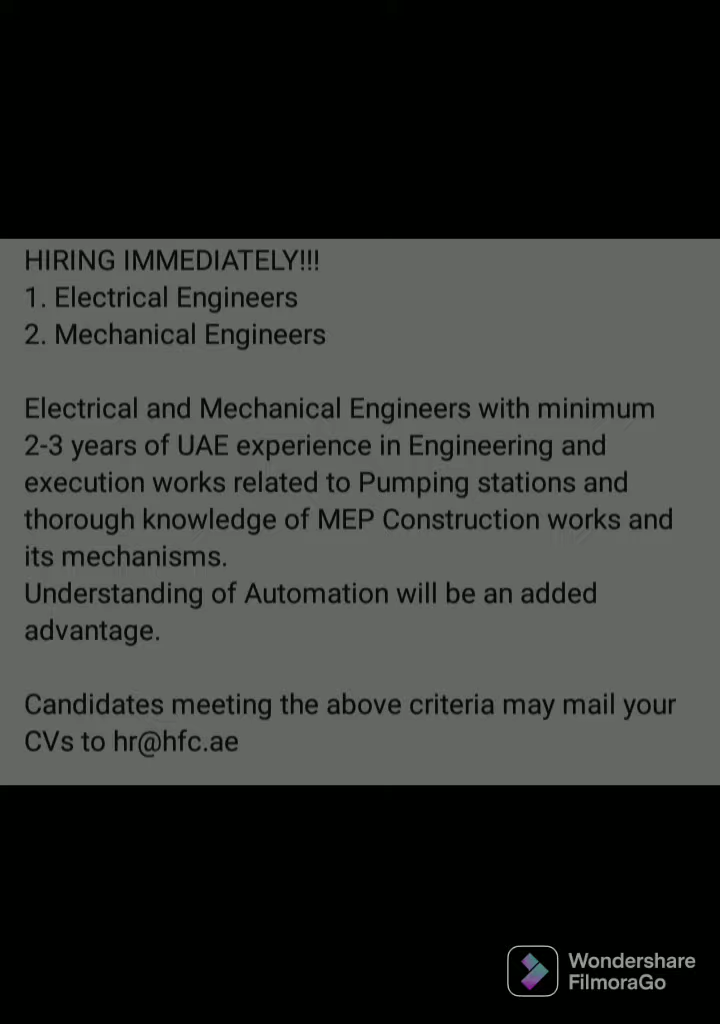 HIRING IMMEDIATELY!!!
1. Electrical Engineers
2. Mechanical Engineers
Electrical and Mechanical Engineers with minimum
2-3 years of UAE experience in Engineering and
execution works related to Pumping stations and
thorough knowledge of MEP Construction works and
its mechanisms.
Understanding of Automation will be an added
advantage.
Candidates meeting the above criteria may mail your
CVs to hr@hfc.ae
Wondershare
FilmoraGo